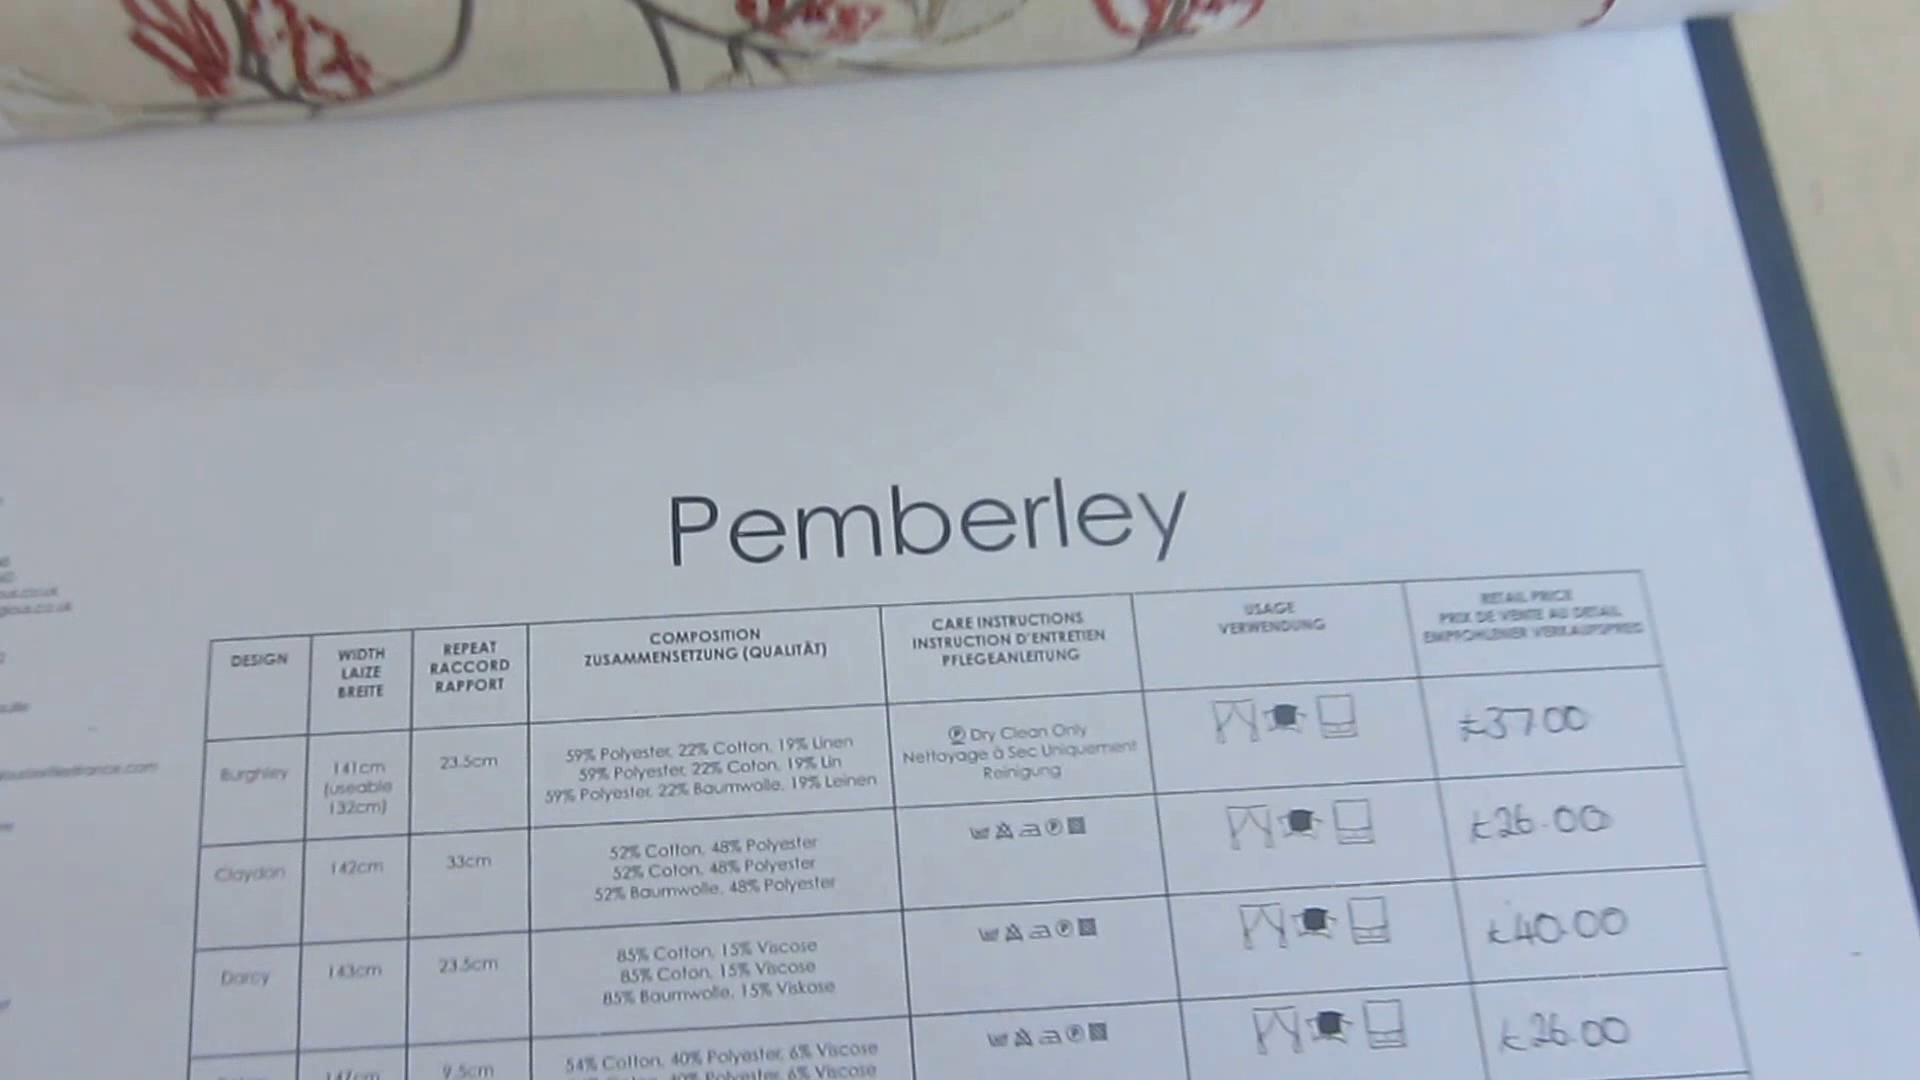 Pemberley
DESIGN
WIDTH
LAIZE
BREITE
REPEAT
RACCORD
RAPPORT
COMPOSITION
ZUSAMMENSETZUNG (QUALITÄT)
CARE INSTRUCTIONS
INSTRUCTION D'ENTRETIEN
PFLEGEANLEITUNG
USAGE
VERWENDUNG
RETAIL PRICE
PRIX DE VENTE AU DETAIL
EMPFOHLENER VERKAUFSPREIS
Burghley
141cm
(useable
132cm)
23.5cm
59% Polyester, 22% Cotton, 19% Linen
59% Polyester, 22% Coton, 19% Lin
59% Polyester, 22% Baumwolle, 19% Leinen
P Dry Clean Only
Nettoyage à Sec Uniquement
Reinigung
£37.00
Claydon
142cm
33cm
52% Cotton, 48% Polyester
52% Coton, 48% Polyester
52% Baumwolle, 48% Polyester
£26.00
Darcy
143cm
23.5cm
85% Cotton, 15% Viscose
85% Coton, 15% Viscose
85% Baumwolle, 15% Viskose
£40.00
147cm
9.5cm
54% Cotton, 40% Polyester, 6% Viscose
40% Polyester, 6% Viscose
£26.00